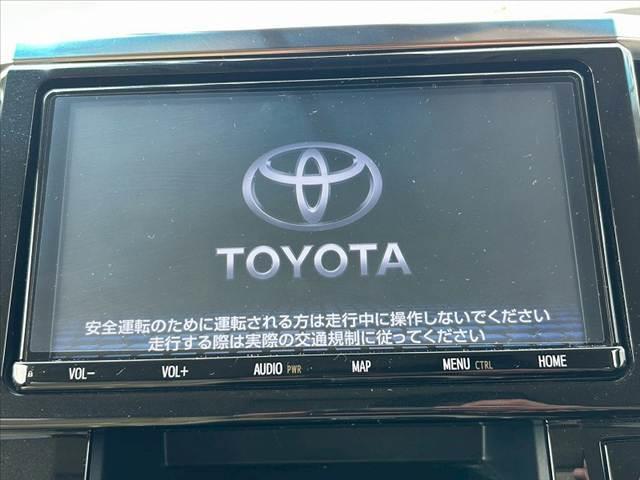 TOYOTA
安全運転のために運転される方は走行中に操作しないでください
走行する際は実際の交通規制に従ってください
VOL- VOL+ AUDIO PWR MAP MENU CTRL HOME